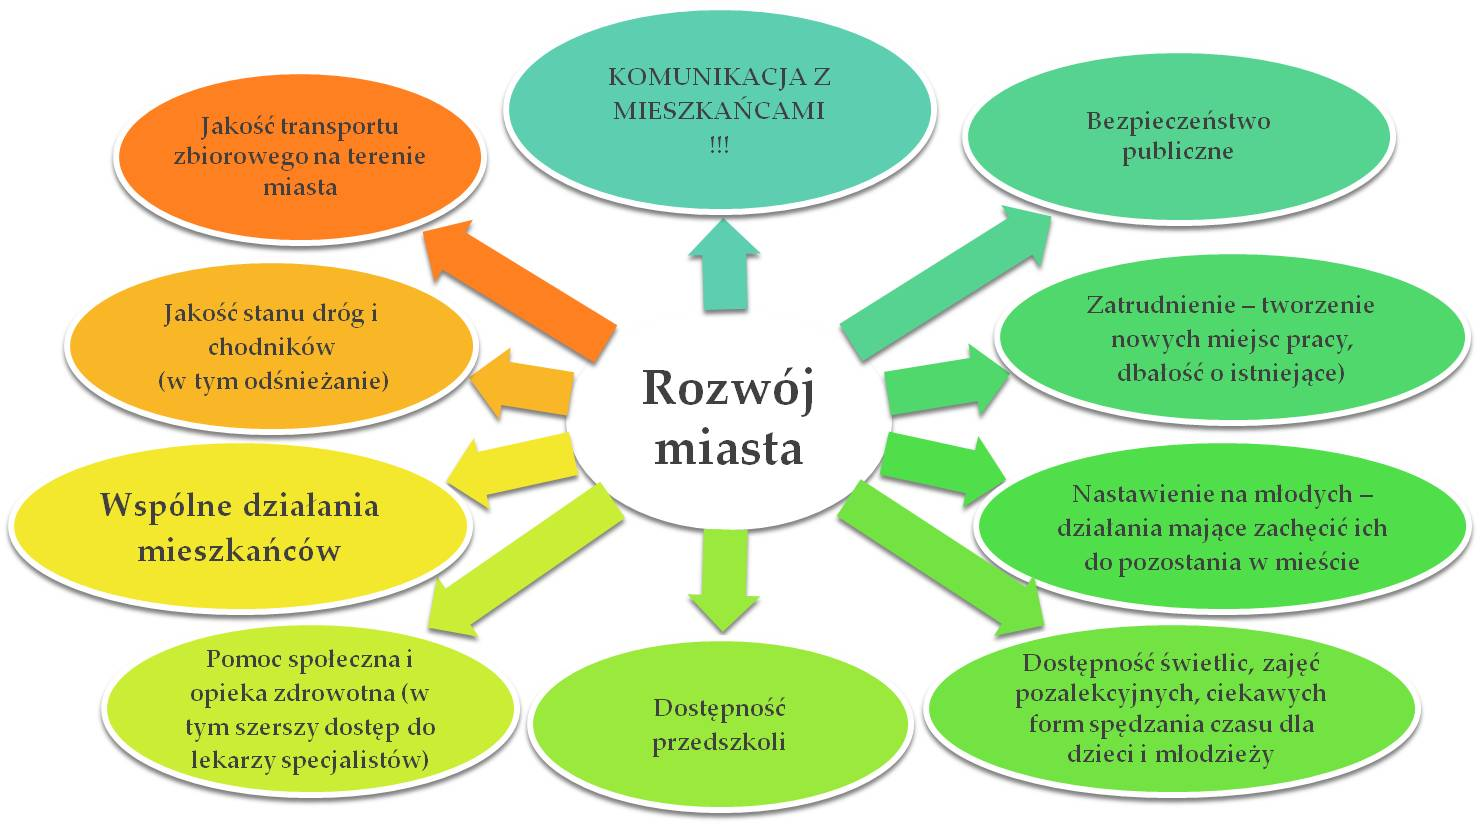 KOMUNIKACJA Z
MIESZKAŃCAMI
!!!
Bezpieczeństwo
publiczne
Zatrudnienie – tworzenie
nowych miejsc pracy,
dbałość o istniejące)
Nastawienie na młodych –
działania mające zachęcić ich
do pozostania w mieście
Dostępność świetlic, zajęć
pozalekcyjnych, ciekawych
form spędzania czasu dla
dzieci i młodzieży
Dostępność
przedszkoli
Pomoc społeczna i
opieka zdrowotna (w
tym szerszy dostęp do
lekarzy specjalistów)
Wspólne działania
mieszkańców
Jakość stanu dróg i
chodników
(w tym odśnieżanie)
Jakość transportu
zbiorowego na terenie
miasta
Rozwój
miasta